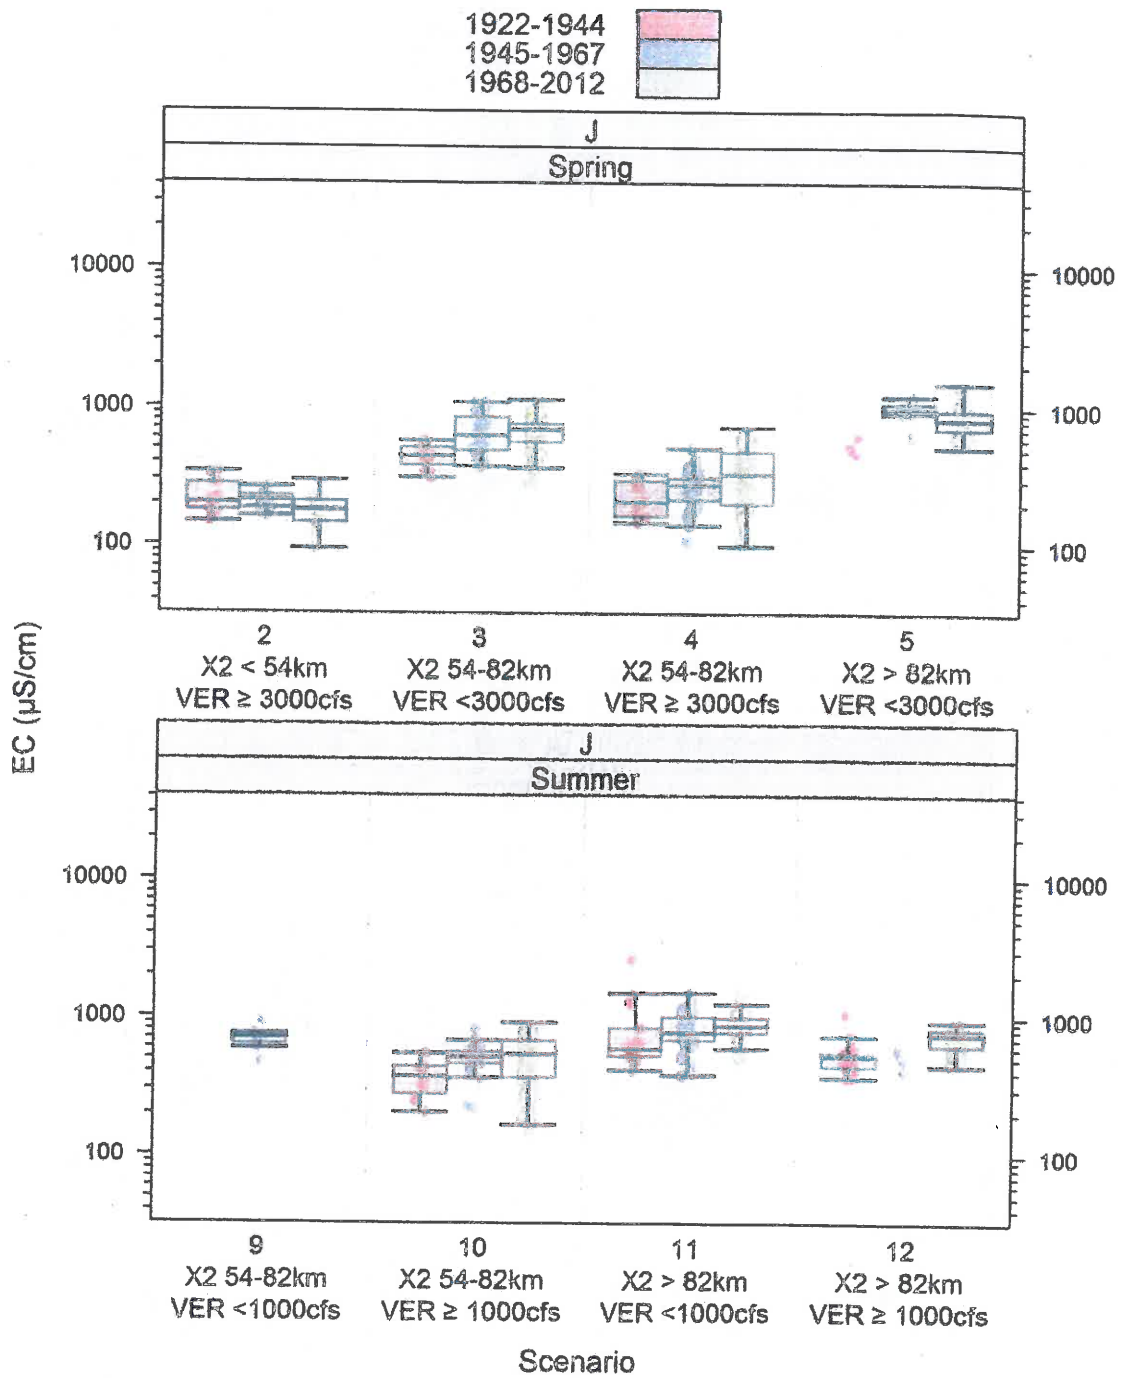 1922-1944
1945-1967
1968-2012
J
Spring
10000
1000
100
10000
1000
100
2
X2 < 54km
VER ≥ 3000cfs
3
X2 54-82km
VER <3000cfs
4
X2 54-82km
VER ≥ 3000cfs
5
X2 > 82km
VER <3000cfs
EC (µS/cm)
J
Summer
10000
1000
100
10000
1000
100
9
X2 54-82km
VER <1000cfs
10
X2 54-82km
VER ≥ 1000cfs
11
X2 > 82km
VER <1000cfs
12
X2 > 82km
VER ≥ 1000cfs
Scenario